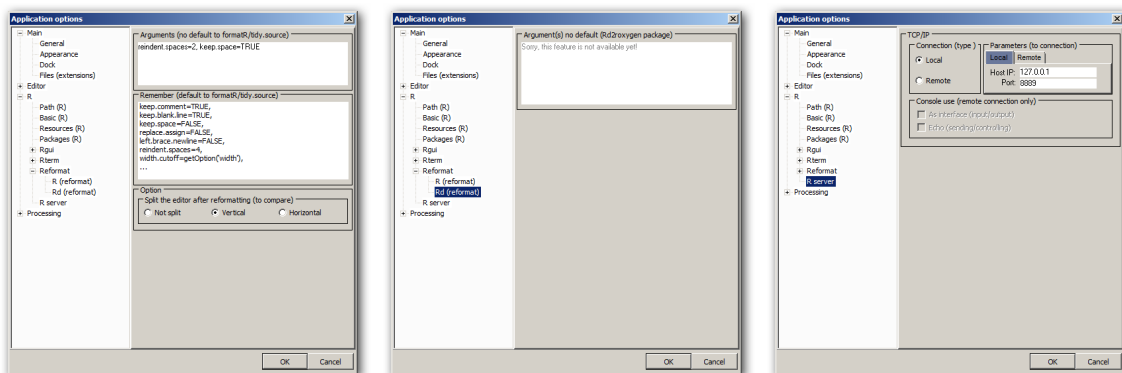 Application options
Main
General
Appearance
Dock
Files (extensions)
Editor
R
Path (R)
Basic (R)
Resources (R)
Packages (R)
Rgui
Rterm
Reformat
R (reformat)
Rd (reformat)
R server
Processing
Arguments (no default to formatR/tidy.source)
reindent.spaces=2, keep.space=TRUE
Remember (default to formatR/tidy.source)
keep.comment=TRUE,
keep.blank.line=TRUE,
keep.space=FALSE,
replace.assign=FALSE,
left.brace.newline=FALSE,
reindent.spaces=4,
width.cutoff=getOption('width'),
...
Option
Split the editor after reformatting (to compare)
Not split Vertical Horizontal
OK Cancel
Application options
Main
General
Appearance
Dock
Files (extensions)
Editor
R
Path (R)
Basic (R)
Resources (R)
Packages (R)
Rgui
Rterm
Reformat
R (reformat)
Rd (reformat)
R server
Processing
Argument(s) no default (Rd2roxygen package)
Sorry, this feature is not available yet!
OK Cancel
Application options
Main
General
Appearance
Dock
Files (extensions)
Editor
R
Path (R)
Basic (R)
Resources (R)
Packages (R)
Rgui
Rterm
Reformat
R server
Processing
TCP/IP
Connection (type )
Local
Remote
Parameters (to connection)
Local Remote
Host IP: 127.0.0.1
Port: 8889
Console use (remote connection only)
As interface (input/output)
Echo (sending/controlling)
OK Cancel